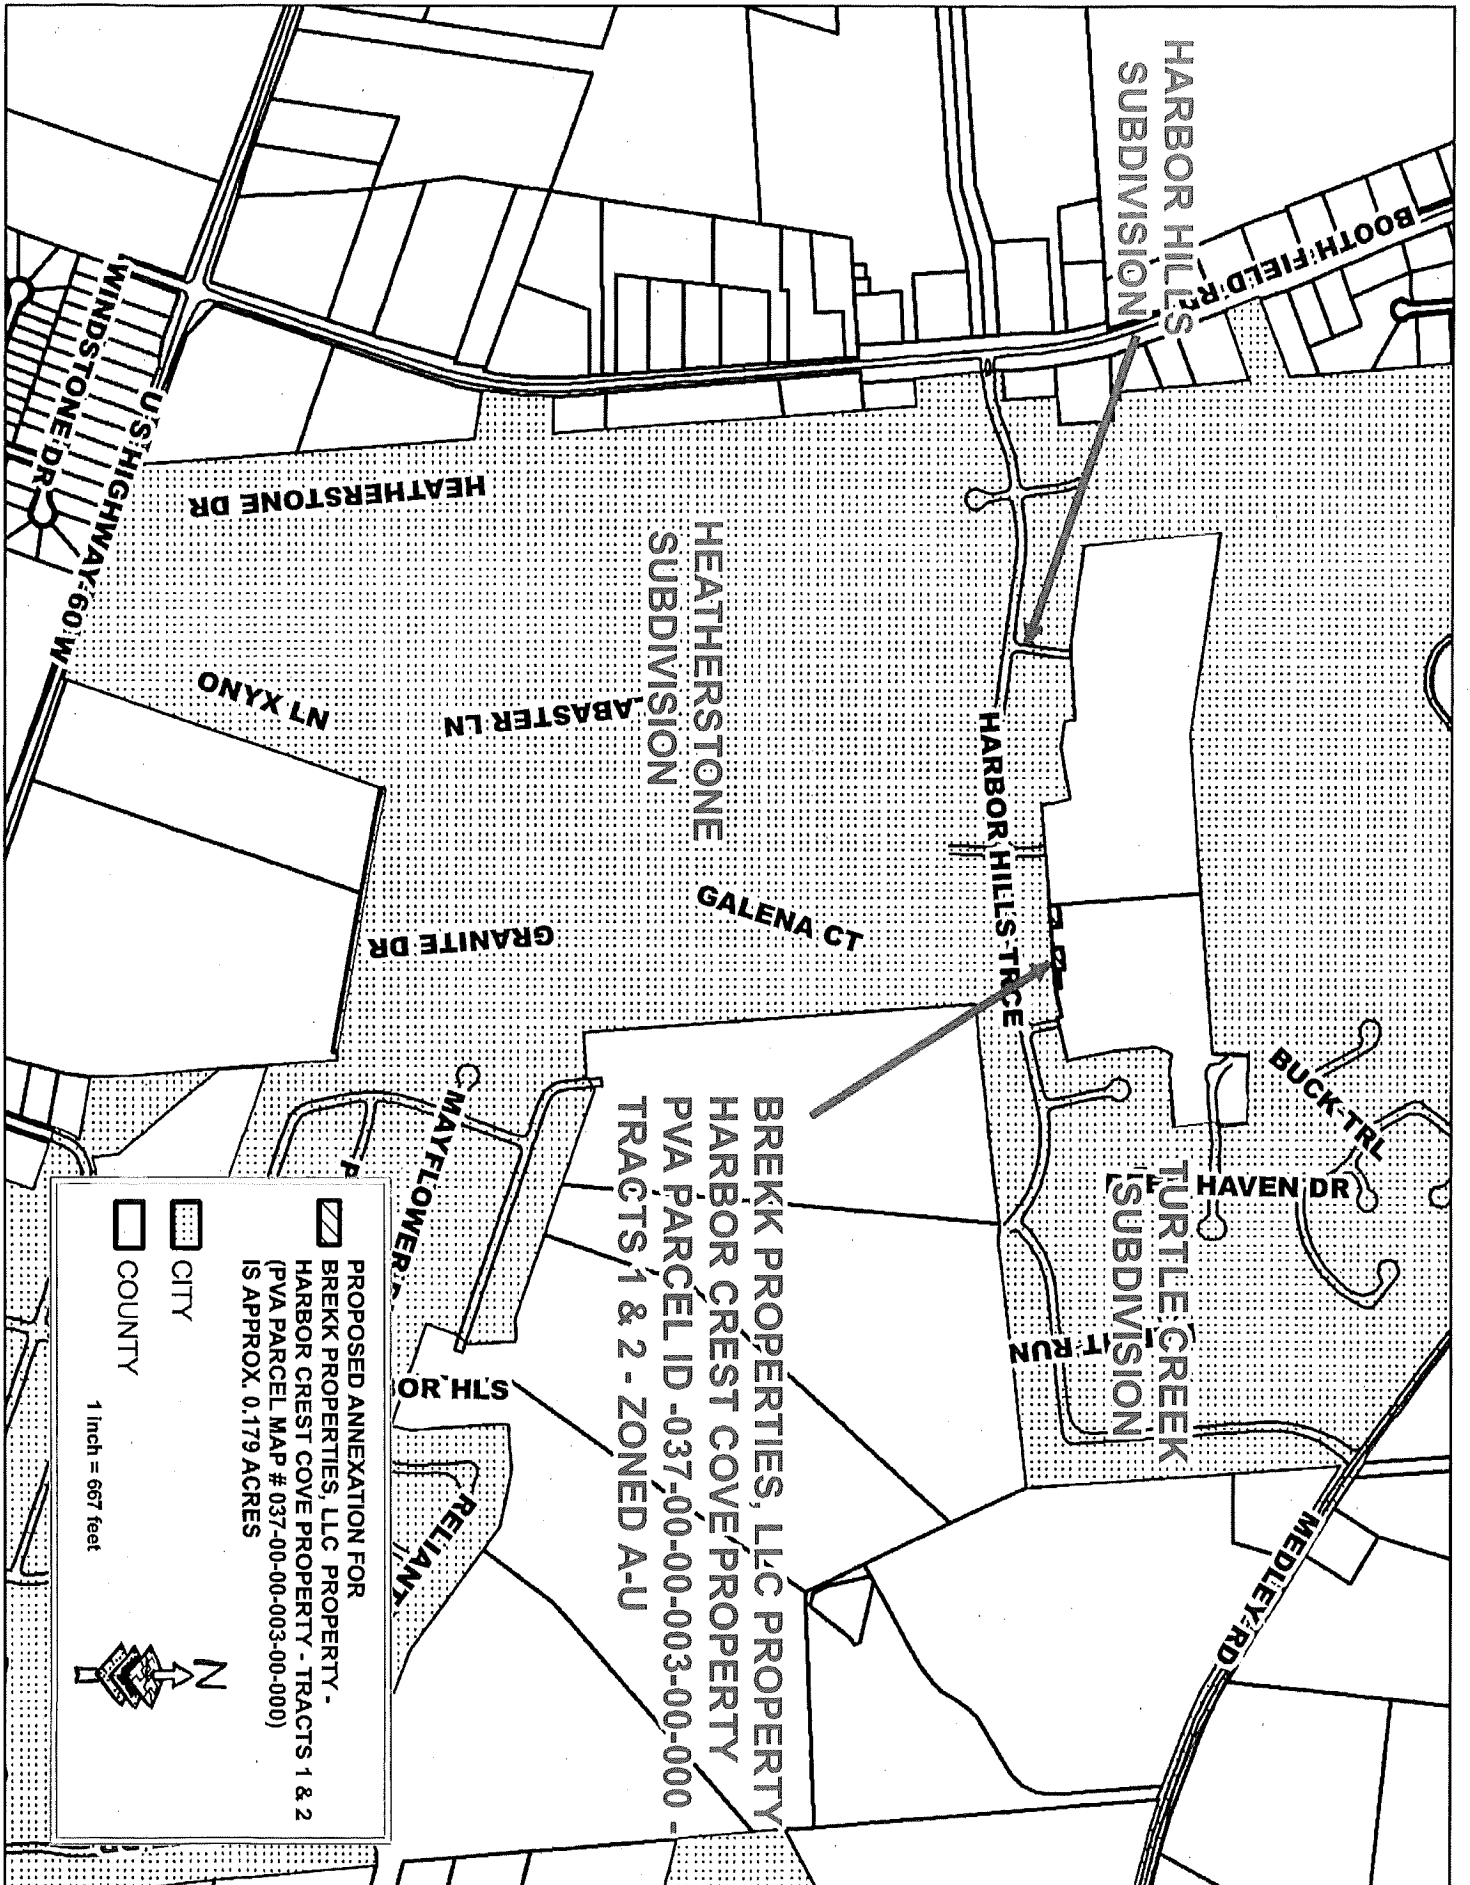 HARBOR HILLS
SUBDIVISION
BOOTH FIELD RD
WINDSTONE DR
U S HIGHWAY 60 W
HEATHERSTONE DR
HEATHERSTONE
SUBDIVISION
ONYX LN
ABASTER LN
HARBOR HILLS TRCE
GALENA CT
GRANITE DR
BUCK TRL
HAVEN DR
TURTLE CREEK
SUBDIVISION
RUN
MEDLEY RD
MAYFLOWER
OR HLS
RELIANT
BREKK PROPERTIES, LLC PROPERTY
HARBOR CREST COVE PROPERTY
PVA PARCEL ID -037-00-00-003-00-000 -
TRACTS 1 & 2 - ZONED A-U
PROPOSED ANNEXATION FOR
BREKK PROPERTIES, LLC PROPERTY -
HARBOR CREST COVE PROPERTY - TRACTS 1 & 2
(PVA PARCEL MAP # 037-00-00-003-00-000)
IS APPROX. 0.179 ACRES
CITY
COUNTY
1 inch = 667 feet
N